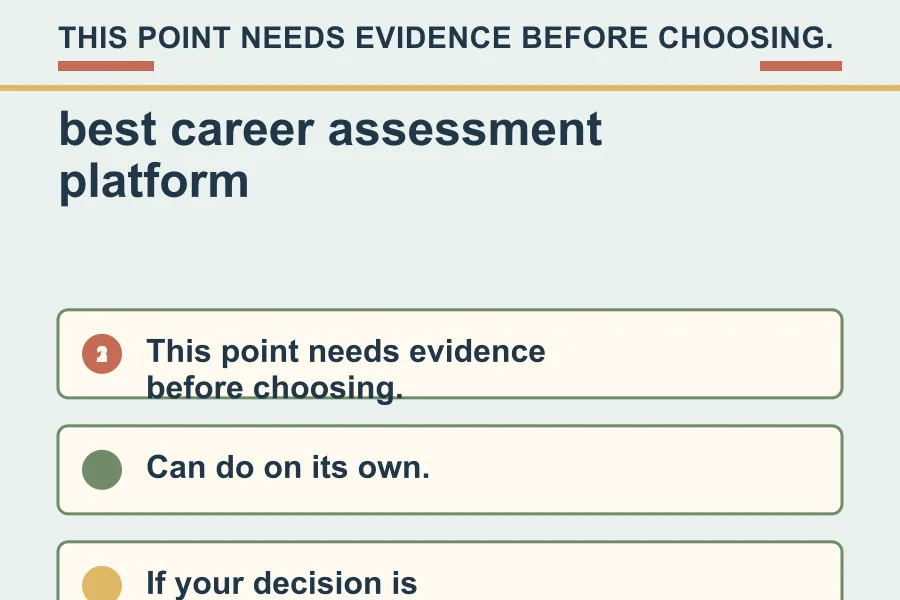 THIS POINT NEEDS EVIDENCE BEFORE CHOOSING.
best career assessment
platform
This point needs evidence
before choosing.
Can do on its own.
If your decision is